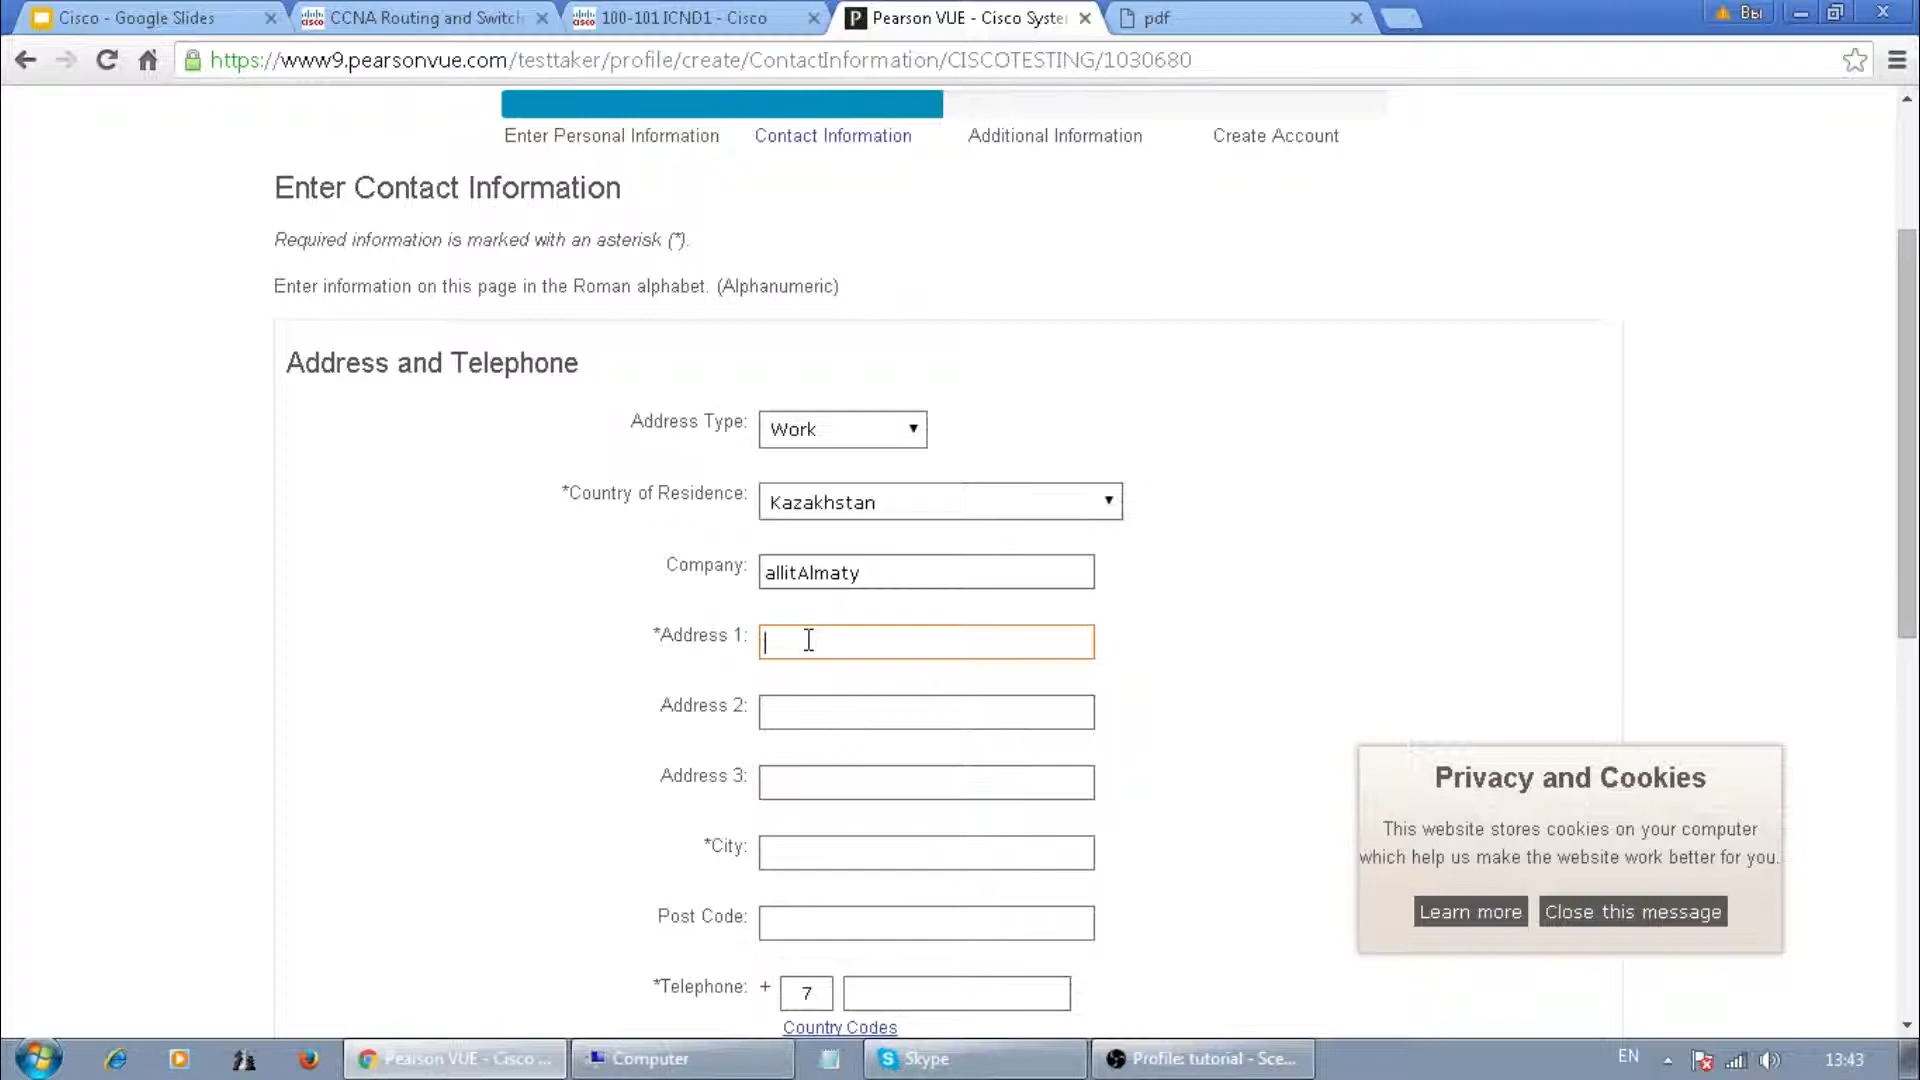 Cisco - Google Slides
CCNA Routing and Switch
100-101 ICND1 - Cisco
Pearson VUE - Cisco Syste
pdf
Вы
https://www9.pearsonvue.com/testtaker/profile/create/ContactInformation/CISCOTESTING/1030680
Enter Personal Information
Contact Information
Additional Information
Create Account
Enter Contact Information
Required information is marked with an asterisk (*).
Enter information on this page in the Roman alphabet. (Alphanumeric)
Address and Telephone
Address Type: Work
*Country of Residence: Kazakhstan
Company: allitAlmaty
*Address 1:
Address 2:
Address 3:
*City:
Post Code:
*Telephone: + 7
Country Codes
Privacy and Cookies
This website stores cookies on your computer
which help us make the website work better for you.
Learn more
Close this message
Pearson VUE - Cisco ...
Computer
Skype
Profile: tutorial - Sce...
EN
13:43